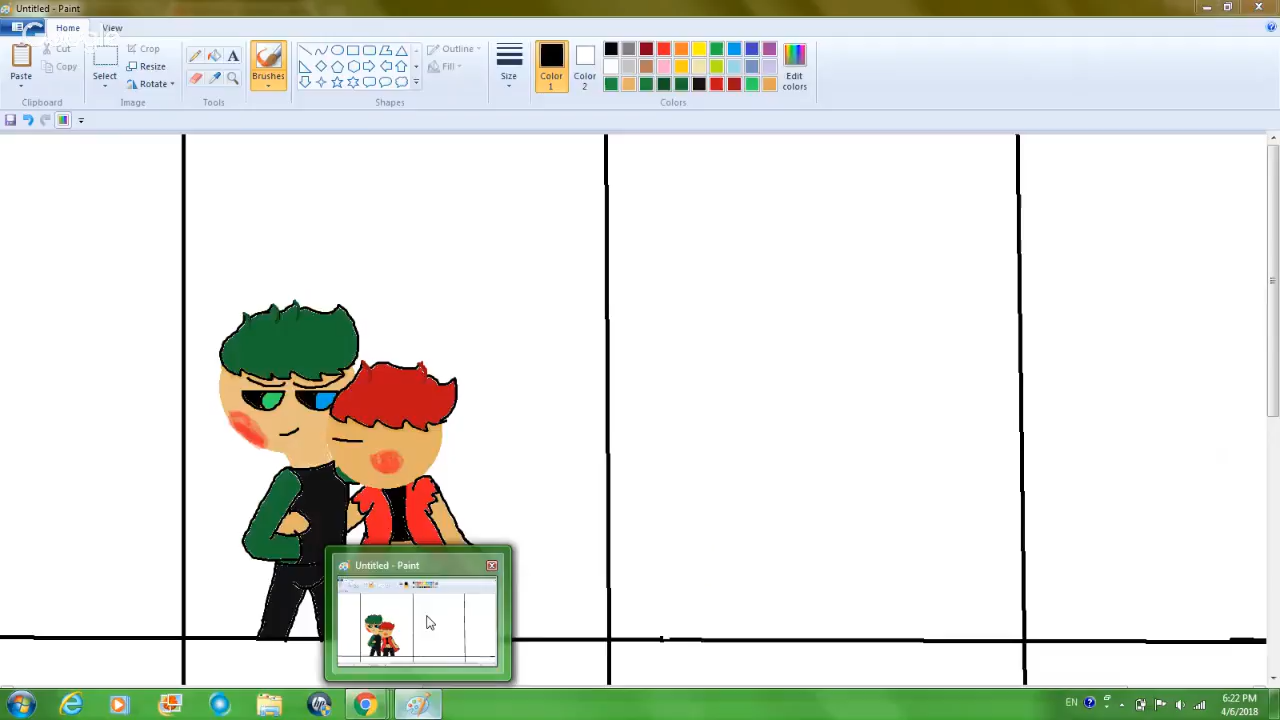 Untitled - Paint
Home View
Paste
Cut
Copy
Clipboard
Select
Crop
Resize
Rotate
Image
Tools
Brushes
Shapes
Outline
Fill
Size
Color 1
Color 2
Edit colors
Colors
Untitled - Paint
EN
6:22 PM
4/6/2018